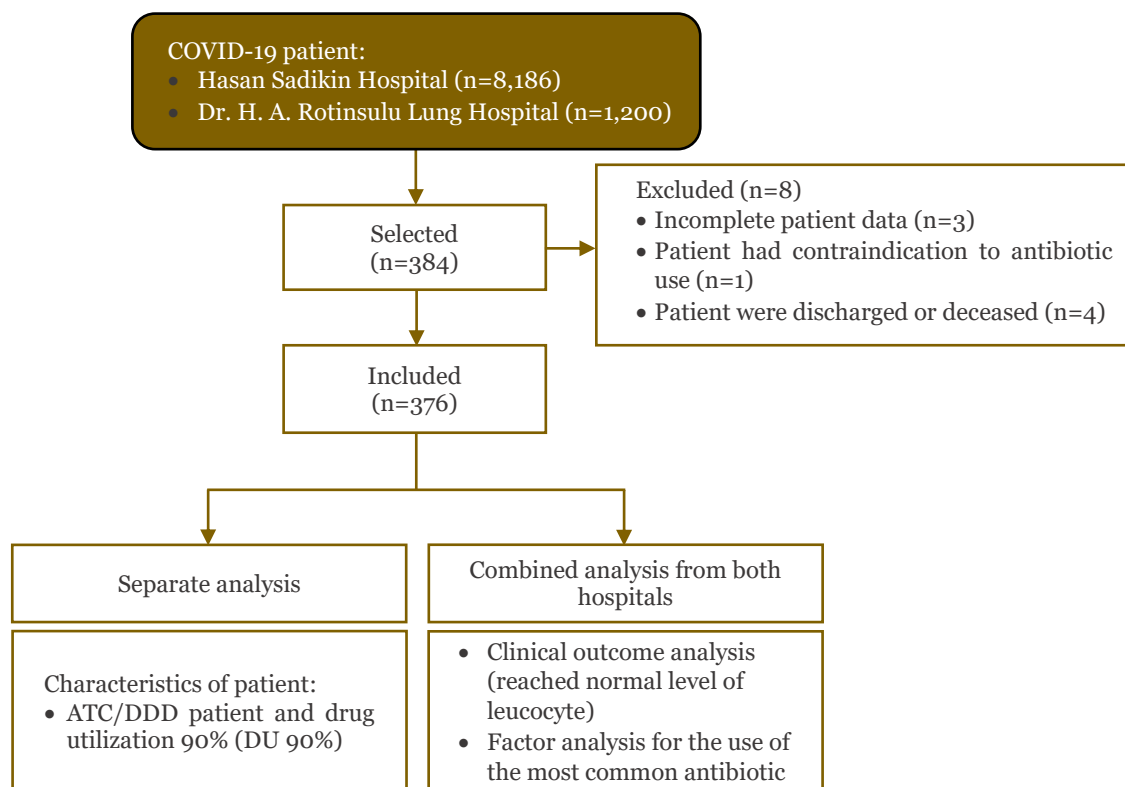 COVID-19 patient:
• Hasan Sadikin Hospital (n=8,186)
• Dr. H. A. Rotinsulu Lung Hospital (n=1,200)
Selected
(n=384)
Excluded (n=8)
• Incomplete patient data (n=3)
• Patient had contraindication to antibiotic
use (n=1)
• Patient were discharged or deceased (n=4)
Included
(n=376)
Separate analysis
Characteristics of patient:
• ATC/DDD patient and drug
utilization 90% (DU 90%)
Combined analysis from both
hospitals
• Clinical outcome analysis
(reached normal level of
leucocyte)
• Factor analysis for the use of
the most common antibiotic